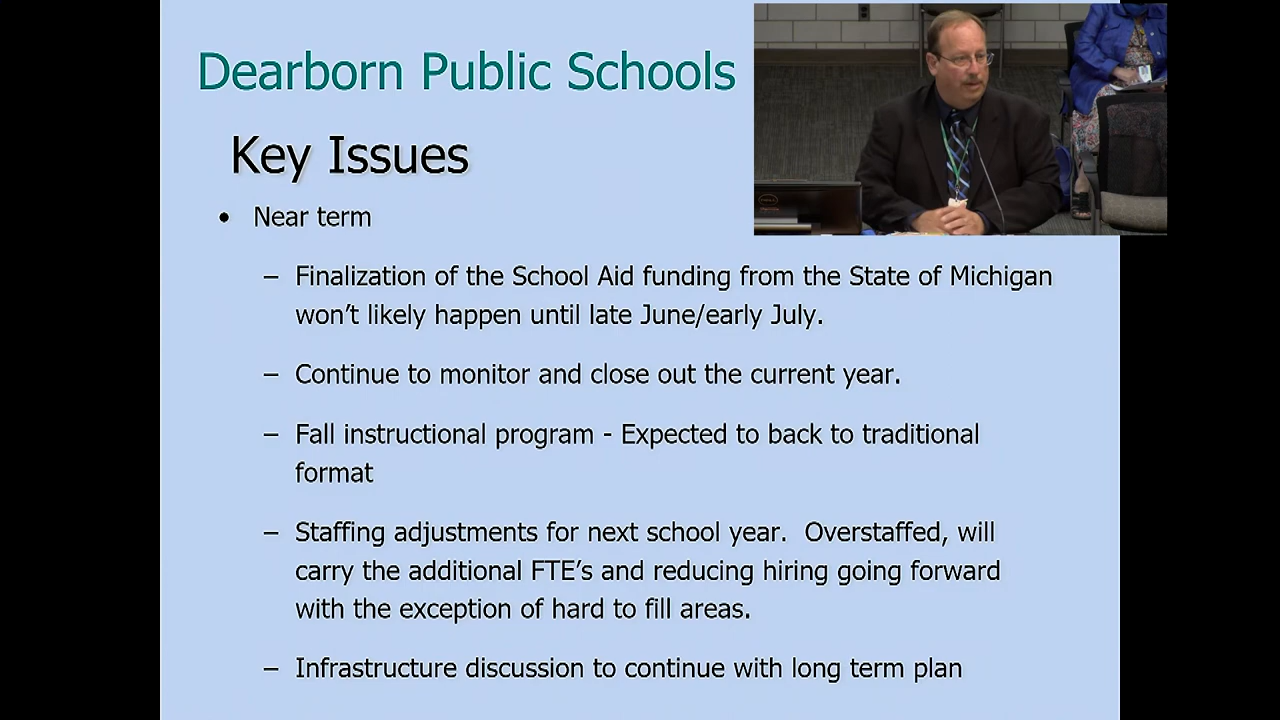 Dearborn Public Schools
Key Issues
• Near term
– Finalization of the School Aid funding from the State of Michigan
won't likely happen until late June/early July.
– Continue to monitor and close out the current year.
– Fall instructional program - Expected to back to traditional
format
– Staffing adjustments for next school year.  Overstaffed, will
carry the additional FTE's and reducing hiring going forward
with the exception of hard to fill areas.
– Infrastructure discussion to continue with long term plan